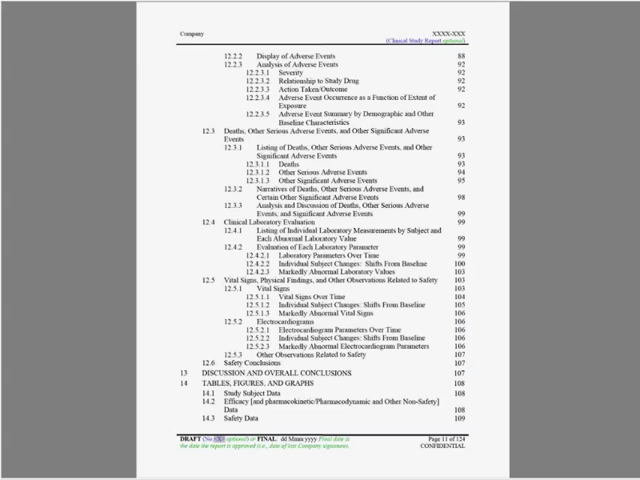 Company XXXX-XXX
(Clinical Study Report optional)
12.2.2 Display of Adverse Events 88
12.2.3 Analysis of Adverse Events 92
12.2.3.1 Severity 92
12.2.3.2 Relationship to Study Drug 92
12.2.3.3 Action Taken/Outcome 92
12.2.3.4 Adverse Event Occurrence as a Function of Extent of
Exposure 92
12.2.3.5 Adverse Event Summary by Demographic and Other
Baseline Characteristics 93
12.3 Deaths, Other Serious Adverse Events, and Other Significant Adverse
Events 93
12.3.1 Listing of Deaths, Other Serious Adverse Events, and Other
Significant Adverse Events 93
12.3.1.1 Deaths 93
12.3.1.2 Other Serious Adverse Events 94
12.3.1.3 Other Significant Adverse Events 95
12.3.2 Narratives of Deaths, Other Serious Adverse Events, and
Certain Other Significant Adverse Events 98
12.3.3 Analysis and Discussion of Deaths, Other Serious Adverse
Events, and Significant Adverse Events 99
12.4 Clinical Laboratory Evaluation 99
12.4.1 Listing of Individual Laboratory Measurements by Subject and
Each Abnormal Laboratory Value 99
12.4.2 Evaluation of Each Laboratory Parameter 99
12.4.2.1 Laboratory Parameters Over Time 99
12.4.2.2 Individual Subject Changes: Shifts From Baseline 100
12.4.2.3 Markedly Abnormal Laboratory Values 103
12.5 Vital Signs, Physical Findings, and Other Observations Related to Safety 103
12.5.1 Vital Signs 103
12.5.1.1 Vital Signs Over Time 104
12.5.1.2 Individual Subject Changes: Shifts From Baseline 105
12.5.1.3 Markedly Abnormal Vital Signs 106
12.5.2 Electrocardiograms 106
12.5.2.1 Electrocardiogram Parameters Over Time 106
12.5.2.2 Individual Subject Changes: Shifts From Baseline 106
12.5.2.3 Markedly Abnormal Electrocardiogram Parameters 106
12.5.3 Other Observations Related to Safety 107
12.6 Safety Conclusions 107
13 DISCUSSION AND OVERALL CONCLUSIONS 107
14 TABLES, FIGURES, AND GRAPHS 108
14.1 Study Subject Data 108
14.2 Efficacy [and pharmacokinetic/Pharmacodynamic and Other Non-Safety]
Data 108
14.3 Safety Data 109
DRAFT (No. <X> optional) or FINAL: dd Mmm yyyy Final date is Page 11 of 124
the date the report is approved (i.e., date of last Company signature). CONFIDENTIAL